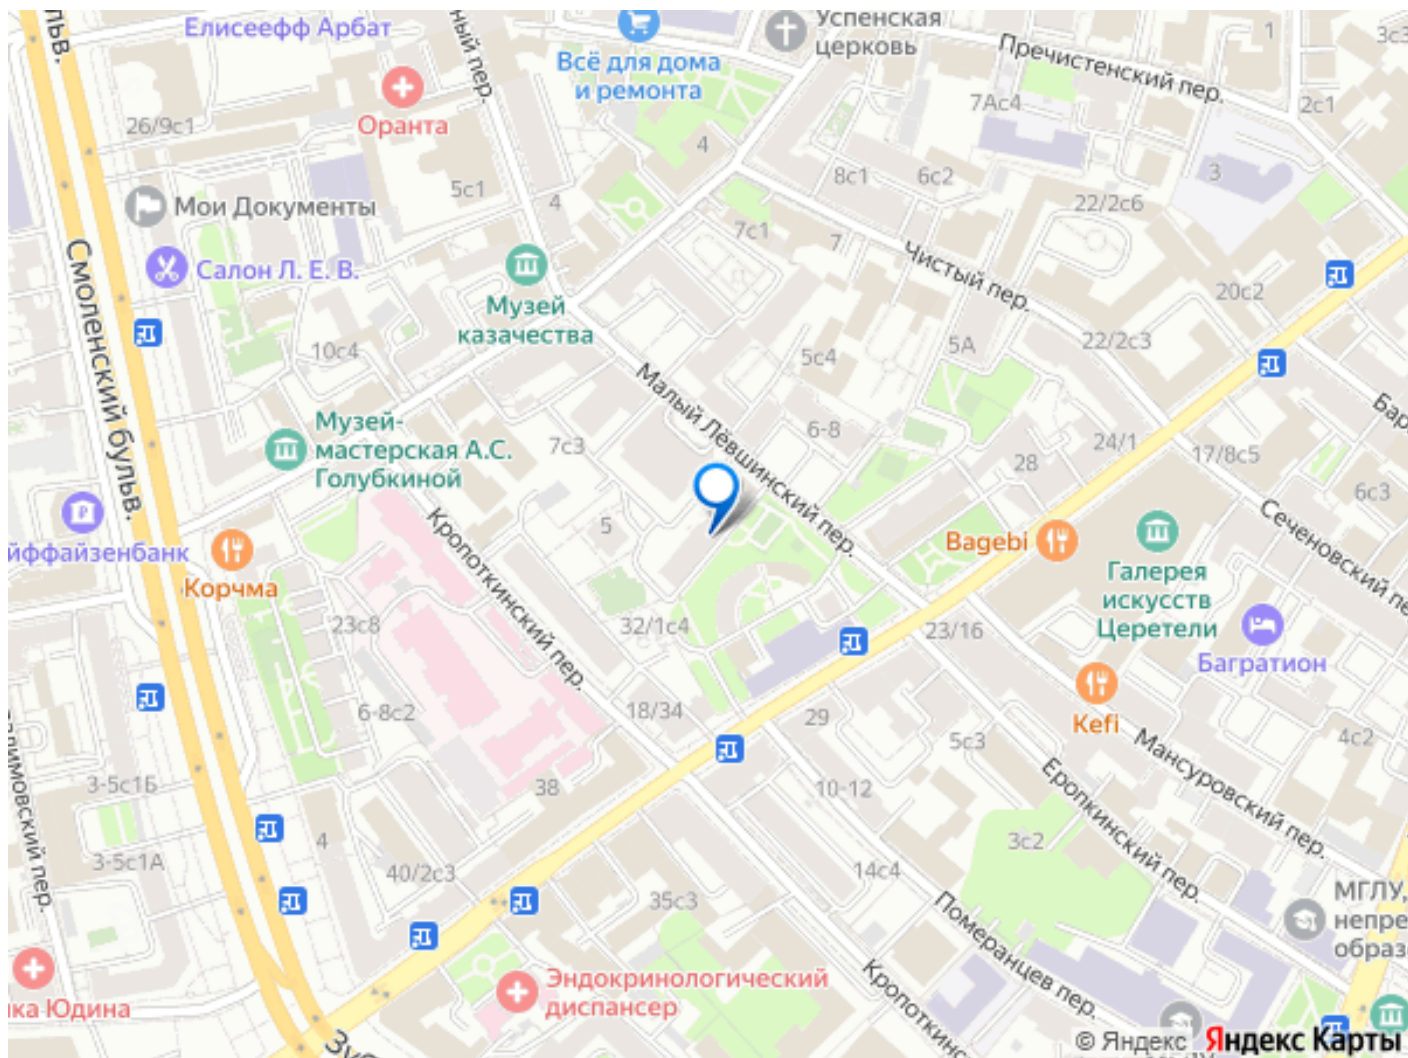 Елисеефф Арбат
Успенская
церковь
1
3с3
Всё для дома
и ремонта
Пречистенский пер.
2с1
7Ас4
26/9с1
Оранта
4
8с1
6с2
3
5с1
4
22/2с6
Мои Документы
7с1
7
Чистый пер.
Салон Л. Е. В.
Смоленский бульв.
Музей
казачества
20с2
10с4
5с4
5А
22/2с3
Малый Лёвшинский пер.
6-8
24/1
28
17/8с5
6с3
Музей-
мастерская А.С.
Голубкиной
7с3
Сеченовский пер.
5
Кропоткинский пер.
Bagebi
Корчма
Галерея
искусств
Церетели
23с8
32/1с4
23/16
Багратион
6-8с2
18/34
29
Kefi
5с3
4с2
Мансуровский пер.
Еропкинский пер.
3-5с1Б
38
10-12
3-5с1А
4
40/2с3
3с2
14с4
35с3
Померанцев пер.
МГЛУ,
Эндокринологический
диспансер
© Яндекс Яндекс Карты